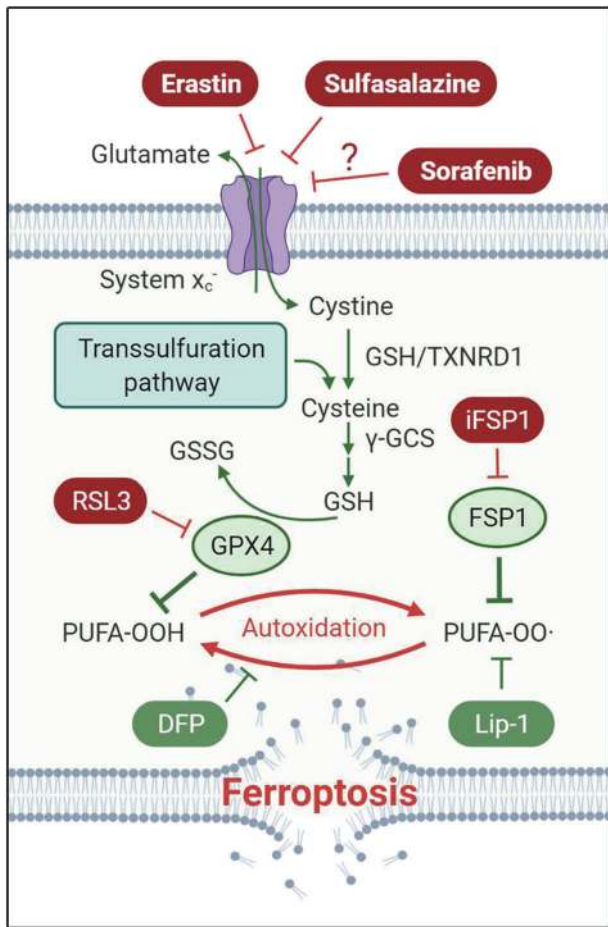 Erastin
Sulfasalazine
Glutamate
?
Sorafenib
System xc-
Cystine
Transsulfuration
pathway
GSH/TXNRD1
Cysteine
iFSP1
γ-GCS
GSSG
RSL3
GSH
FSP1
GPX4
PUFA-OOH
Autoxidation
PUFA-OO·
DFP
Lip-1
Ferroptosis